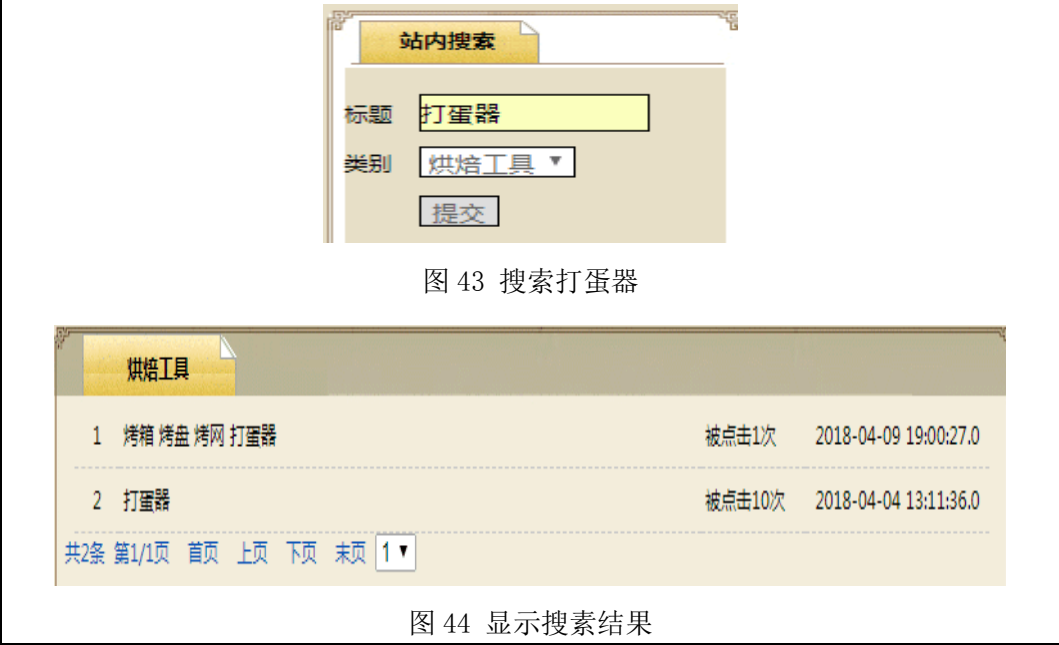 站内搜索
标题 打蛋器
类别 烘焙工具 ▼
提交
图 43 搜索打蛋器
烘焙工具
1 烤箱 烤盘 烤网 打蛋器 被点击1次 2018-04-09 19:00:27.0
2 打蛋器 被点击10次 2018-04-04 13:11:36.0
共2条 第1/1页 首页 上页 下页 末页 1 ▼
图 44 显示搜素结果